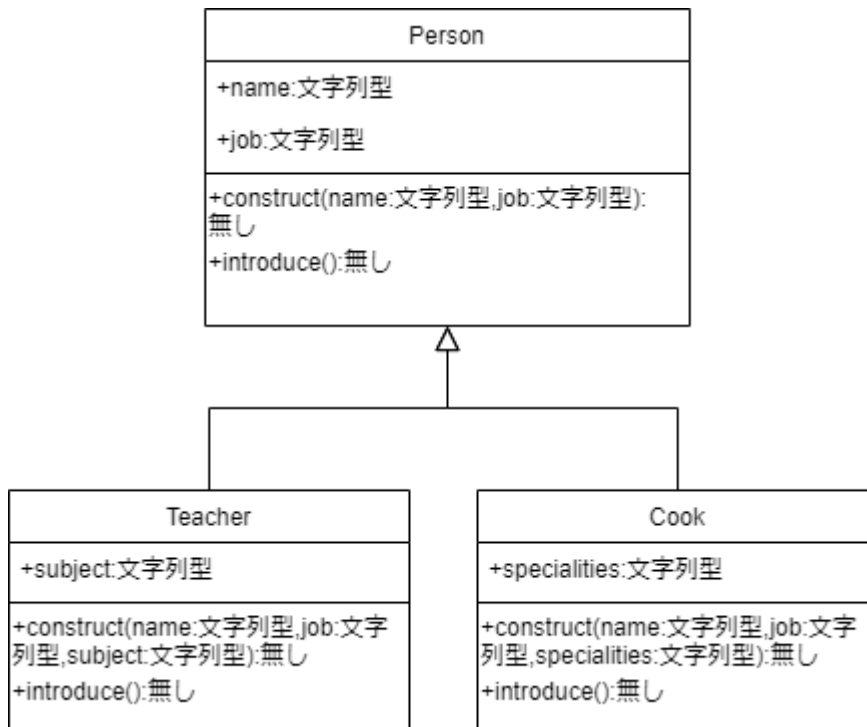 Person
+name:文字列型
+job:文字列型
+construct(name:文字列型,job:文字列型):
無し
+introduce():無し
Teacher
+subject:文字列型
+construct(name:文字列型,job:文字
列型,subject:文字列型):無し
+introduce():無し
Cook
+specialities:文字列型
+construct(name:文字列型,job:文字
列型,specialities:文字列型):無し
+introduce():無し